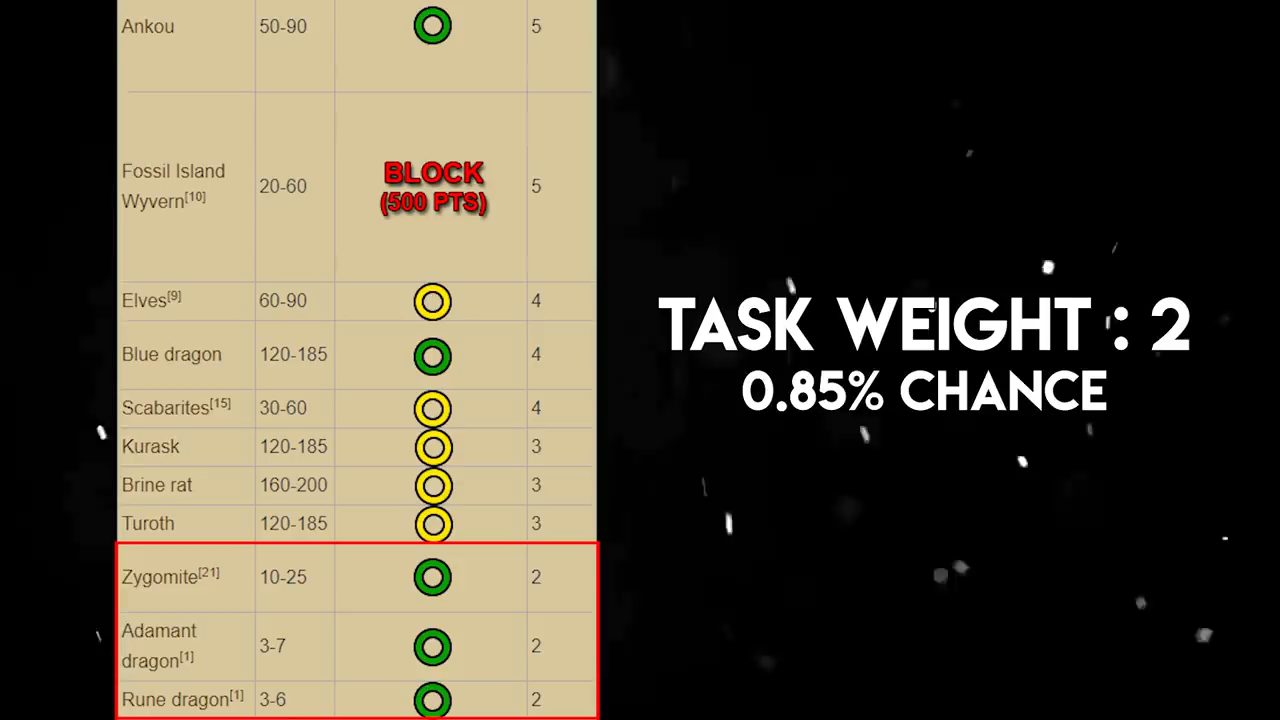 Ankou 50-90 5
Fossil Island
Wyvern[10] 20-60 BLOCK
(500 PTS) 5
Elves[9] 60-90 4
Blue dragon 120-185 4
Scabarites[15] 30-60 4
Kurask 120-185 3
Brine rat 160-200 3
Turoth 120-185 3
Zygomite[21] 10-25 2
Adamant
dragon[1] 3-7 2
Rune dragon[1] 3-6 2
TASK WEIGHT : 2
0.85% CHANCE